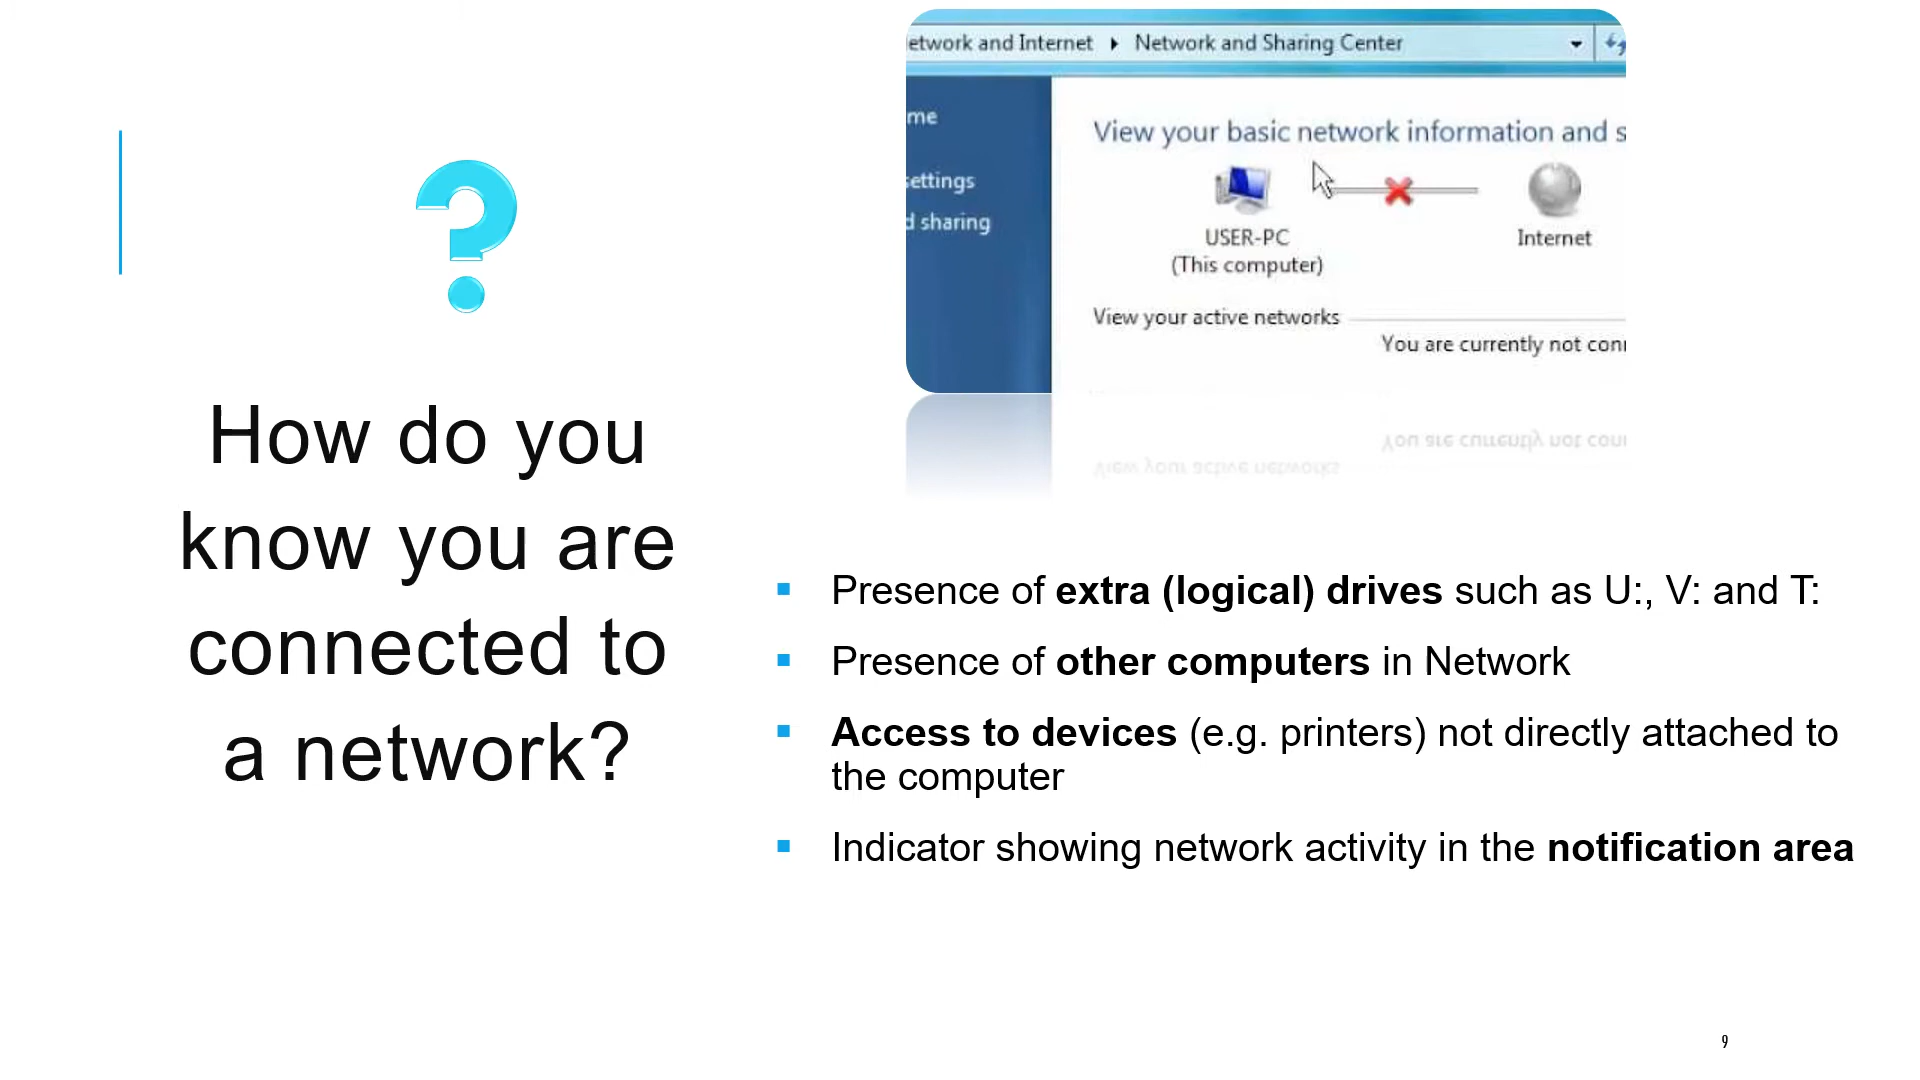 etwork and Internet ▸ Network and Sharing Center
me
settings
d sharing
View your basic network information and s
USER-PC
(This computer)
Internet
View your active networks
You are currently not con
?
How do you
know you are
connected to
a network?
▪ Presence of extra (logical) drives such as U:, V: and T:
▪ Presence of other computers in Network
▪ Access to devices (e.g. printers) not directly attached to
the computer
▪ Indicator showing network activity in the notification area
9